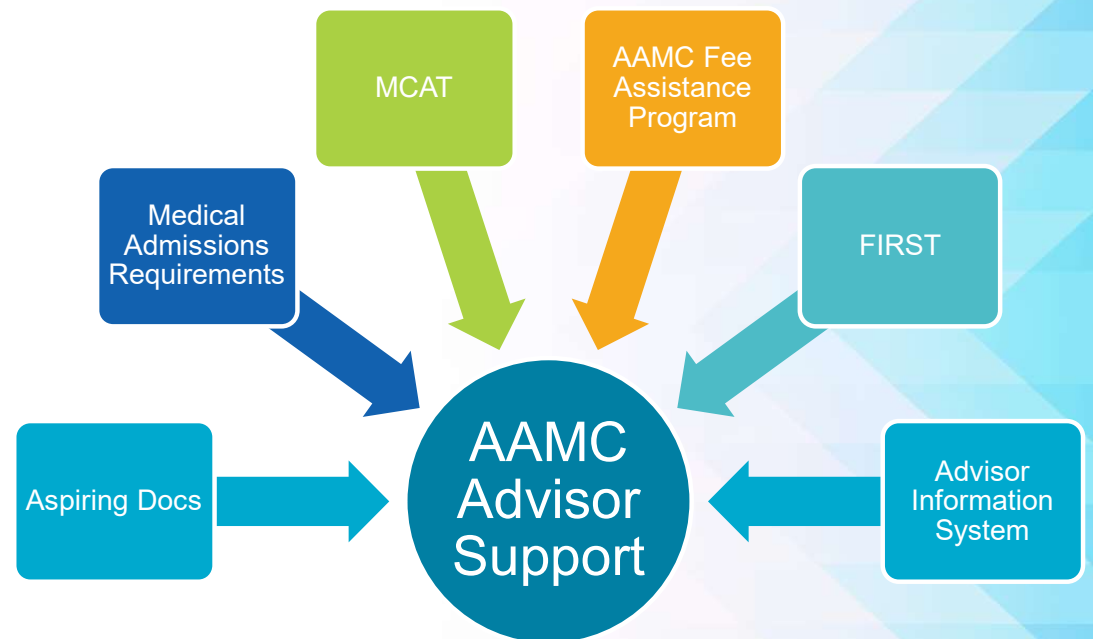 MCAT
AAMC Fee
Assistance
Program
Medical
Admissions
Requirements
FIRST
Aspiring Docs
AAMC
Advisor
Support
Advisor
Information
System